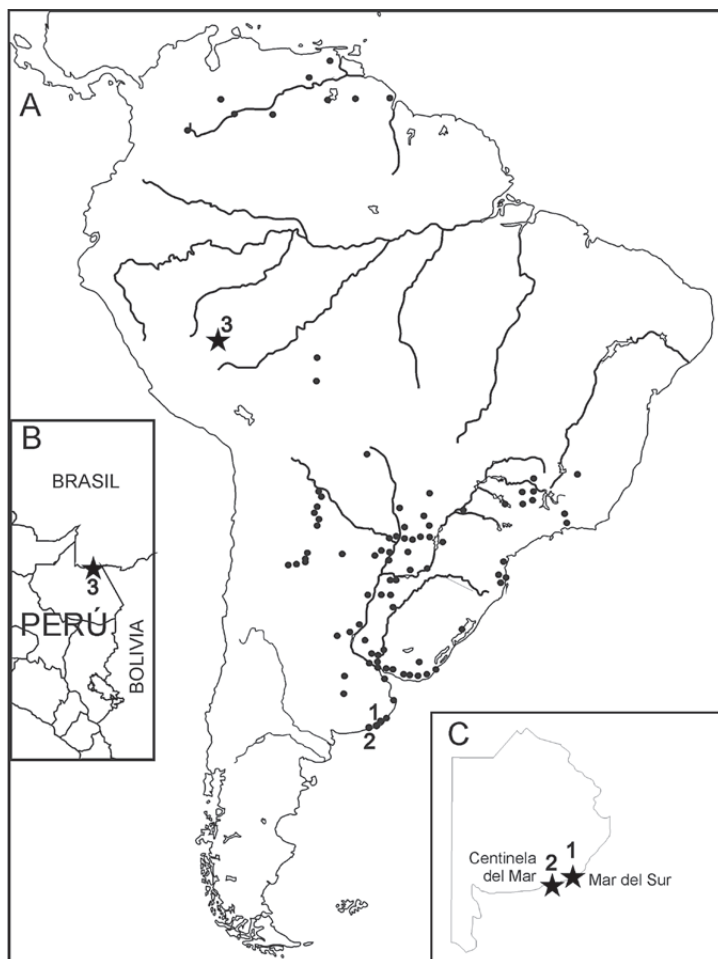 A
3
B
BRASIL
3
PERÚ
BOLIVIA
1
2
C
Centinela
del Mar
2
1
Mar del Sur